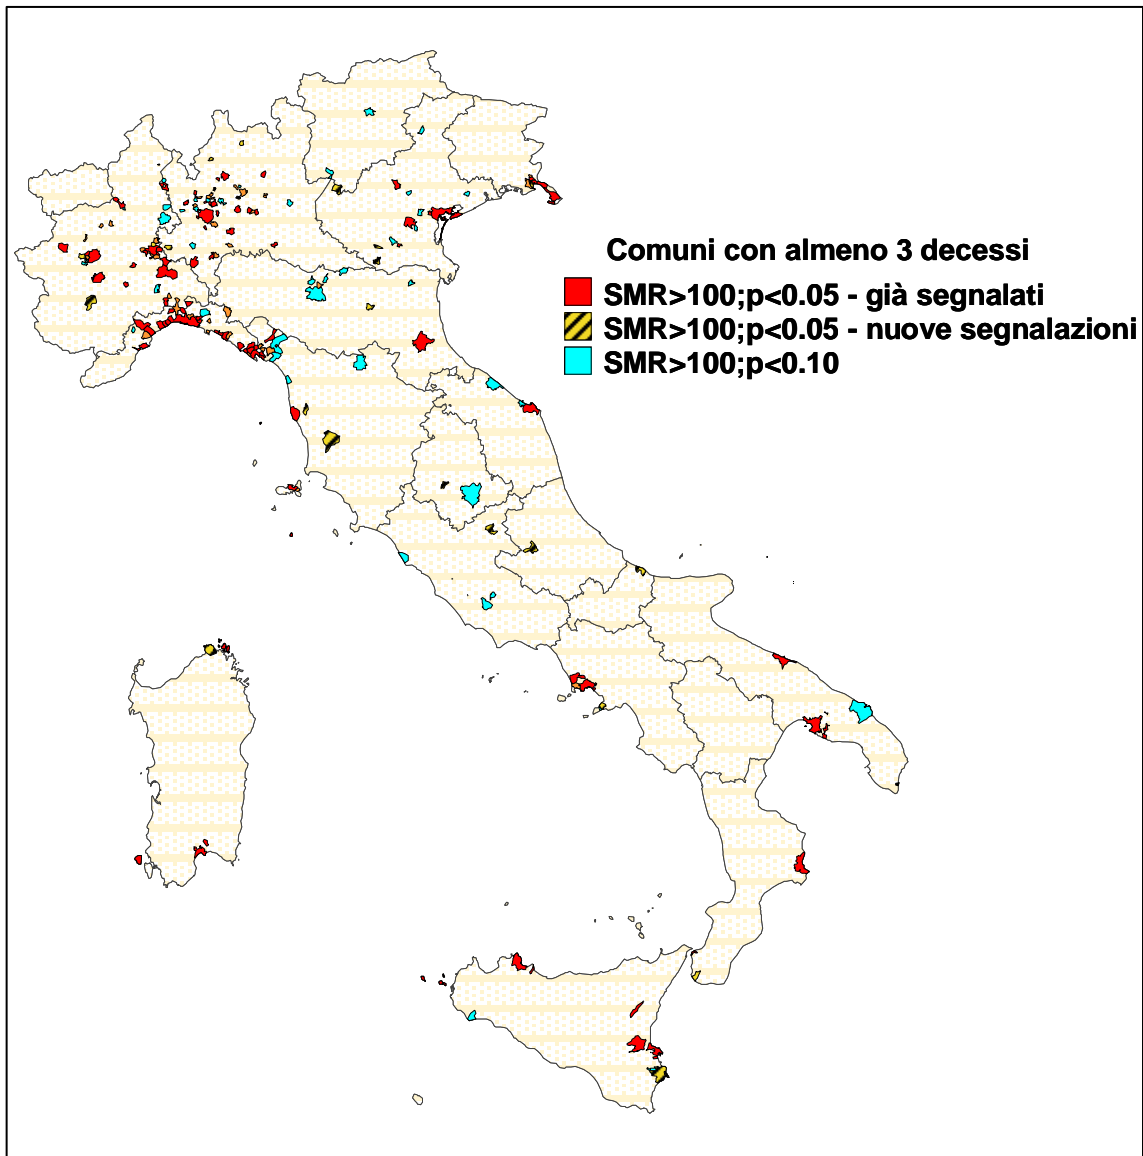 Comuni con almeno 3 decessi
SMR>100;p<0.05 - già segnalati
SMR>100;p<0.05 - nuove segnalazioni
SMR>100;p<0.10